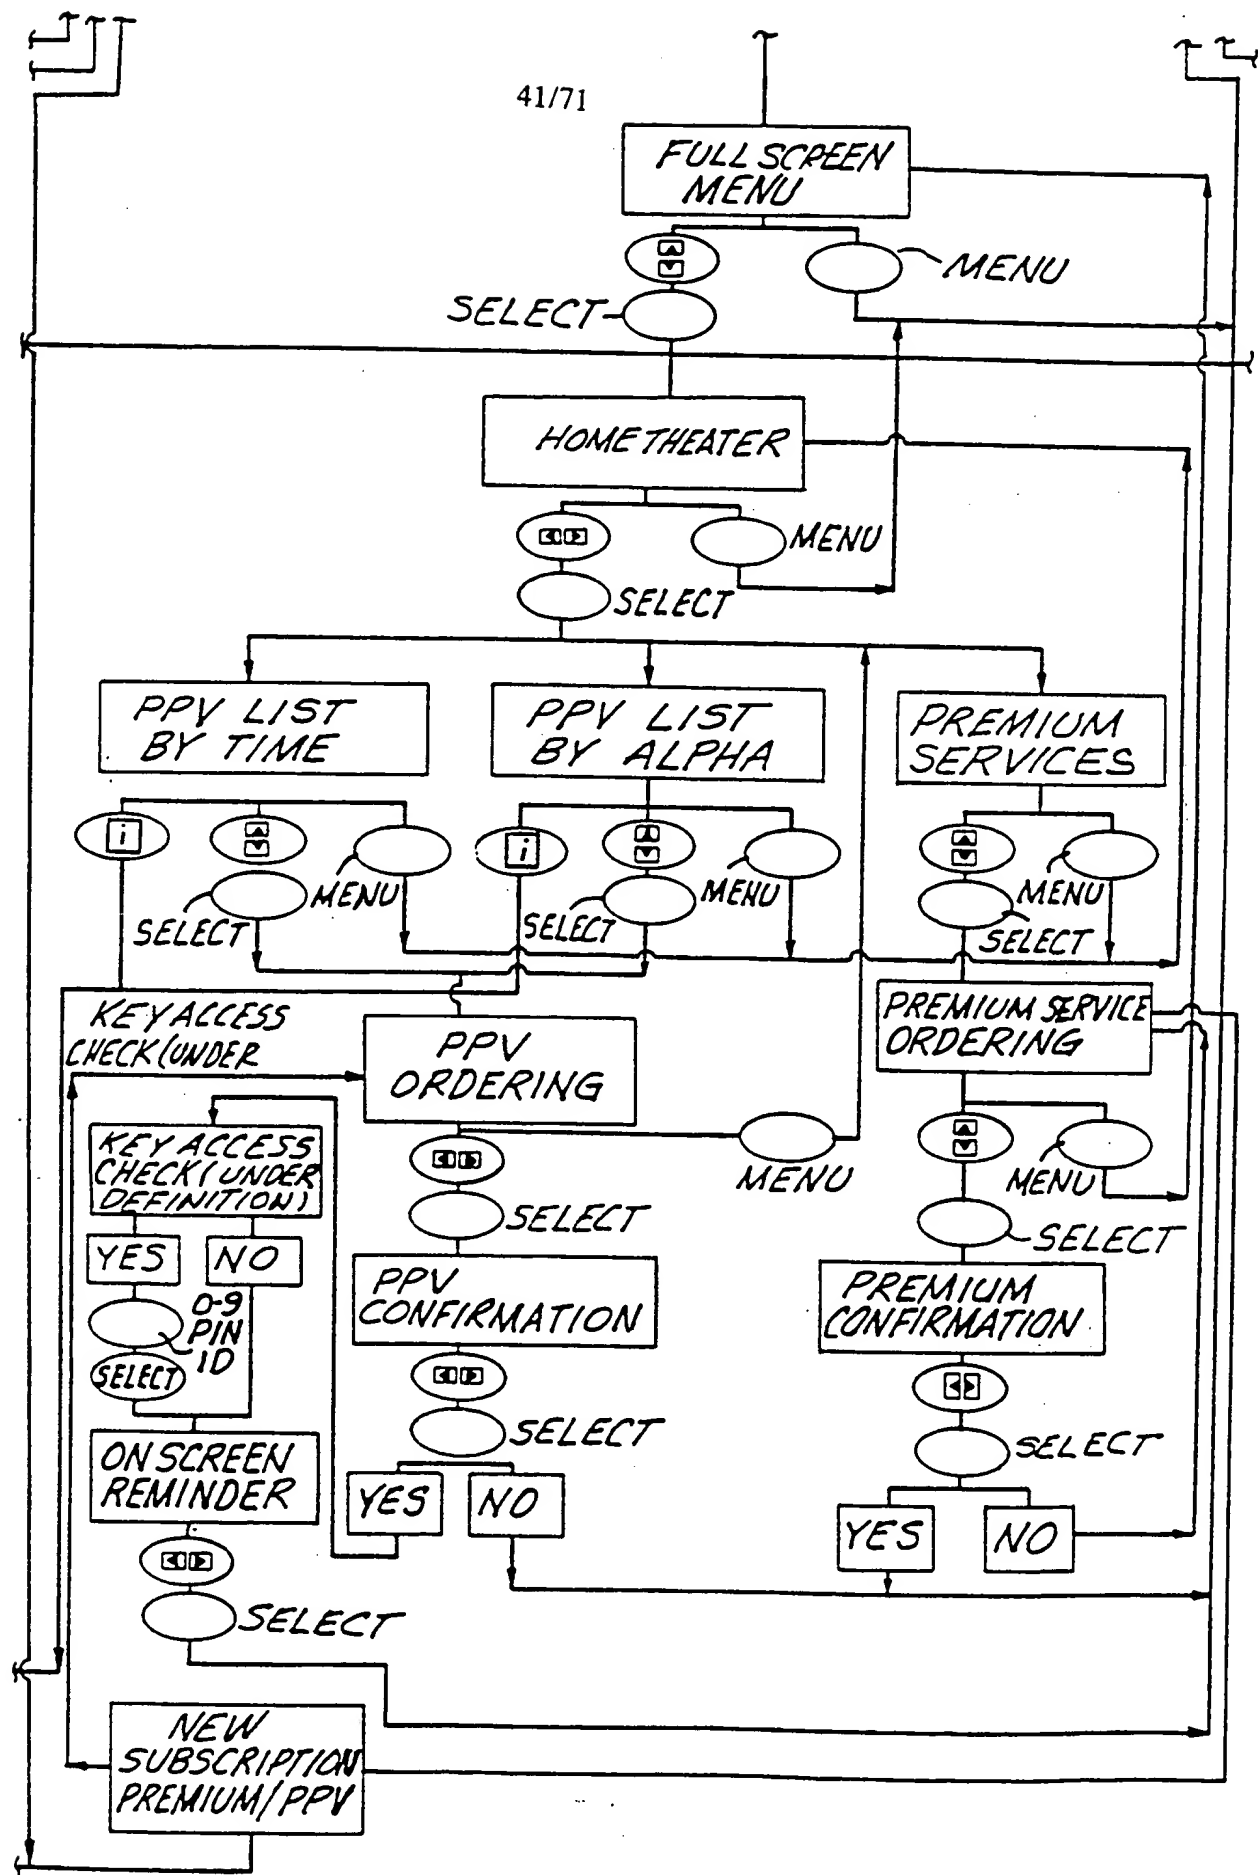 41/71
FULL SCREEN
MENU
MENU
SELECT
HOME THEATER
MENU
SELECT
PPV LIST
BY TIME
PPV LIST
BY ALPHA
PREMIUM
SERVICES
i
MENU
SELECT
i
MENU
SELECT
MENU
SELECT
KEY ACCESS
CHECK (UNDER
PPV
ORDERING
PREMIUM SERVICE
ORDERING
MENU
MENU
KEY ACCESS
CHECK (UNDER
DEFINITION)
SELECT
SELECT
YES
NO
0-9
PIN
ID
SELECT
PPV
CONFIRMATION
PREMIUM
CONFIRMATION
SELECT
SELECT
ON SCREEN
REMINDER
YES
NO
YES
NO
SELECT
NEW
SUBSCRIPTION
PREMIUM/PPV